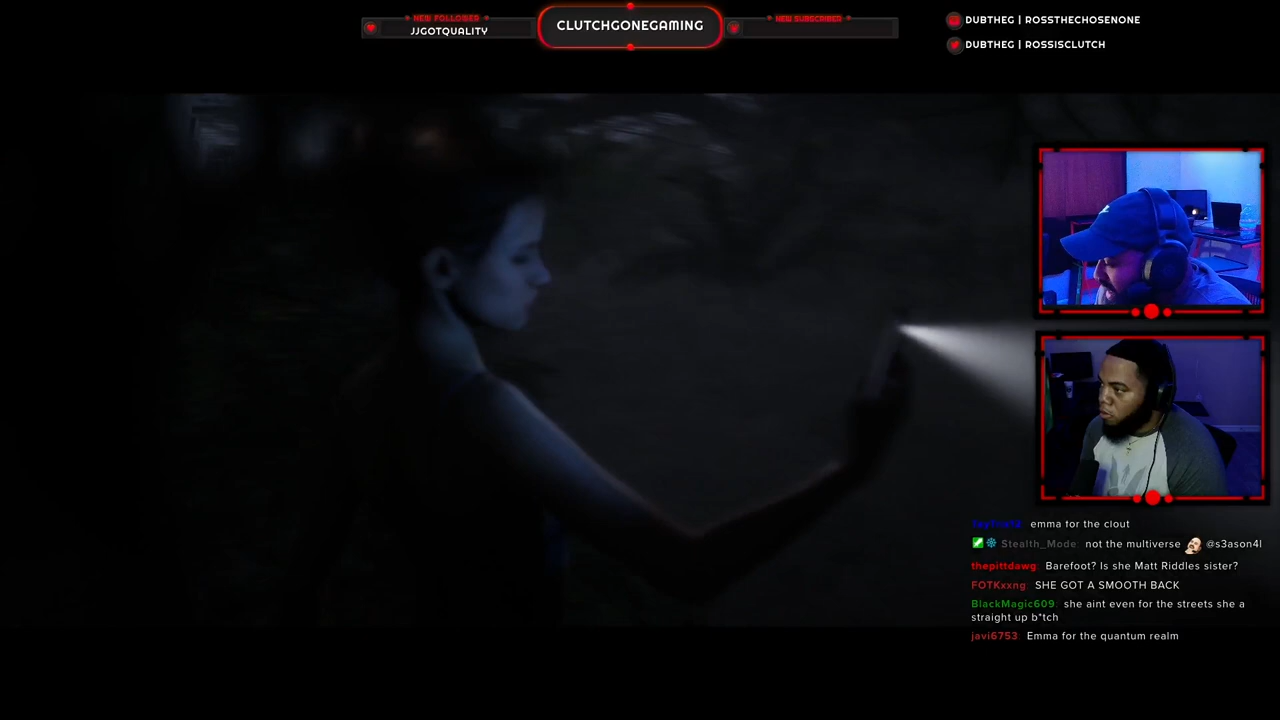 NEW FOLLOWER
JJGOTQUALITY
CLUTCHGONEGAMING
NEW SUBSCRIBER
DUBTHEG | ROSSTHECHOSENONE
DUBTHEG | ROSSISCLUTCH
emma for the clout
Stealth_Mode: not the multiverse @s3ason4l
thepittdawg: Barefoot? Is she Matt Riddles sister?
FOTKxxng: SHE GOT A SMOOTH BACK
BlackMagic609: she aint even for the streets she a
straight up b*tch
javi6753: Emma for the quantum realm